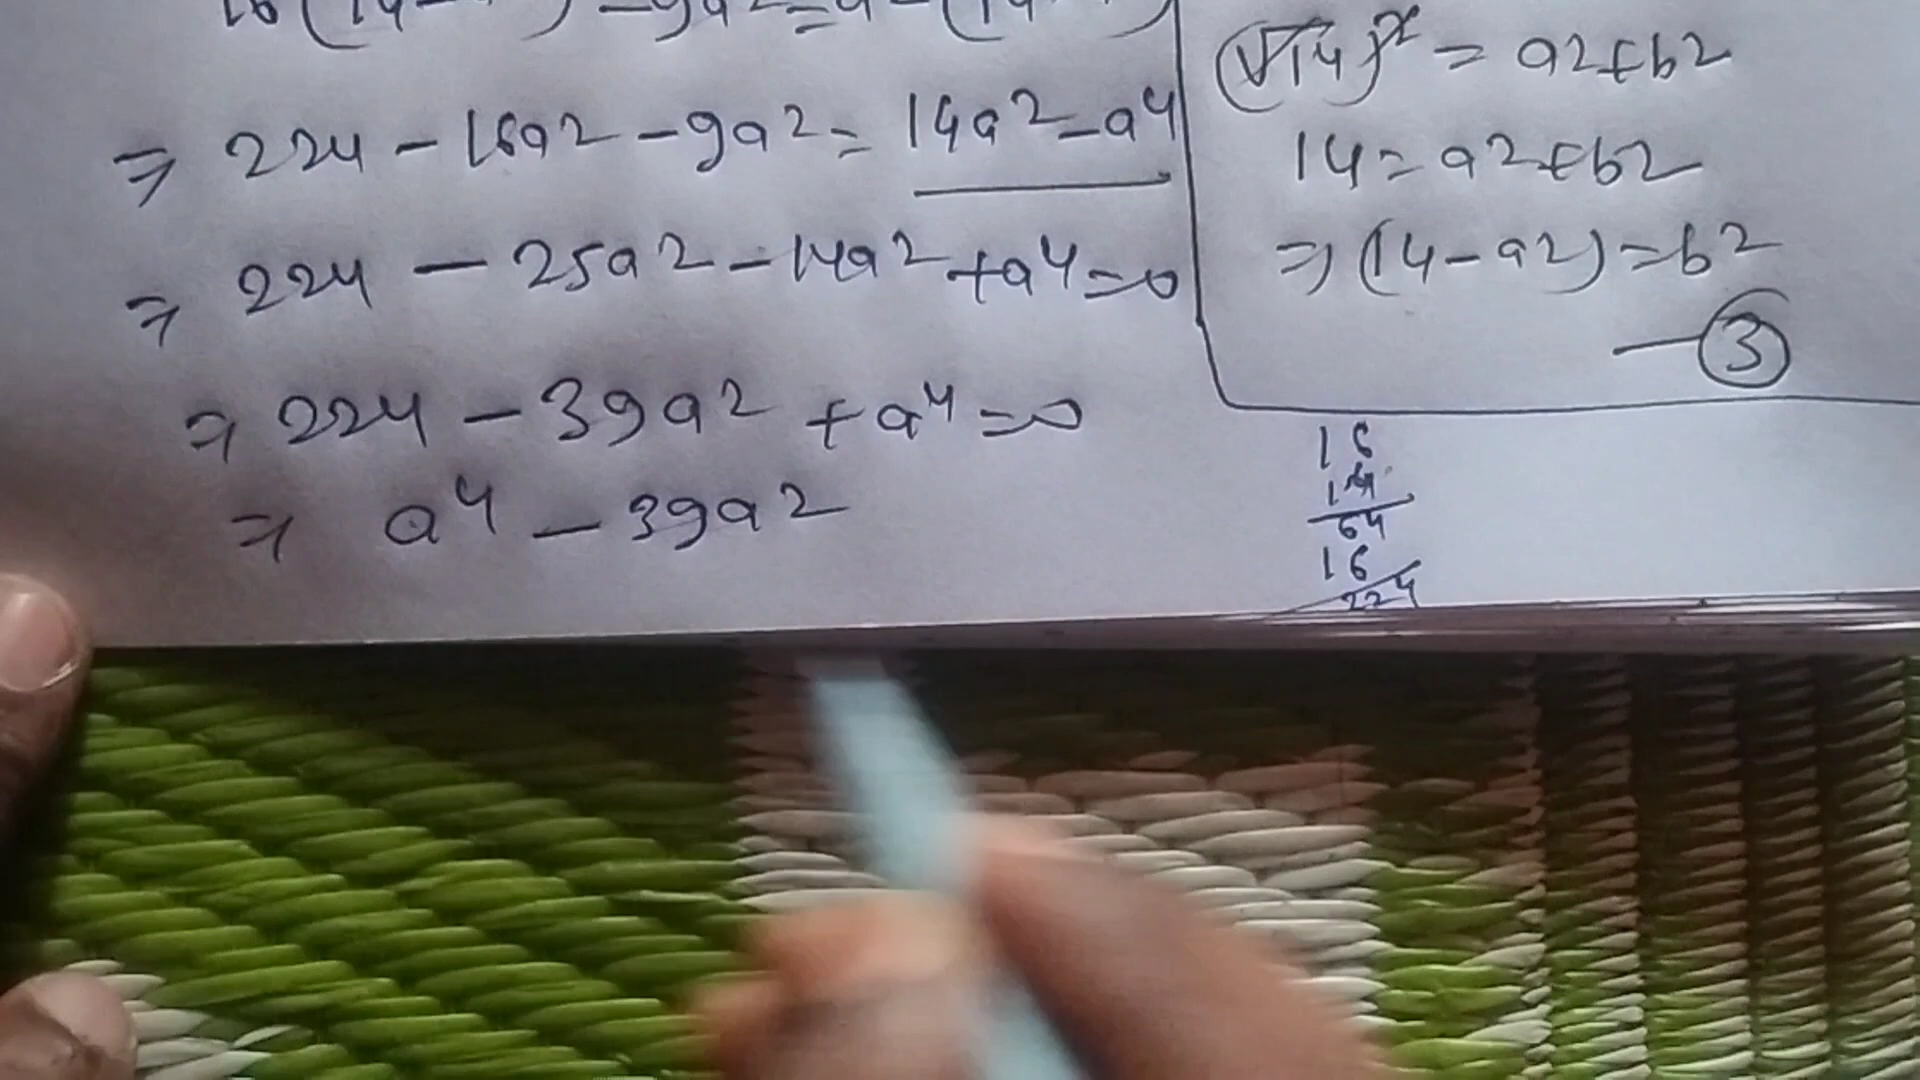 ⇒ 224 - 16a2 - 9a2 = 14a2 - a4
⇒ 224 - 25a2 - 14a2 + a4 = 0
⇒ 224 - 39a2 + a4 = 0
⇒ a4 - 39a2
(√14)2 = a2 + b2
14 = a2 + b2
⇒ (14 - a2) = b2
— 3
16
14
64
16
224